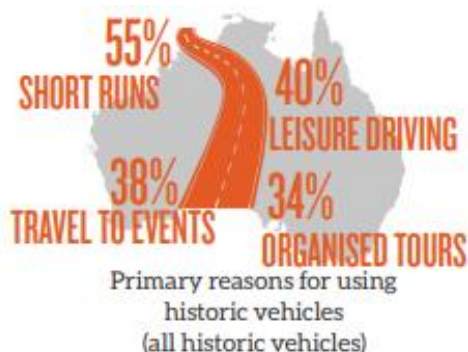 55%
SHORT RUNS
40%
LEISURE DRIVING
38%
TRAVEL TO EVENTS
34%
ORGANISED TOURS
Primary reasons for using
historic vehicles
(all historic vehicles)